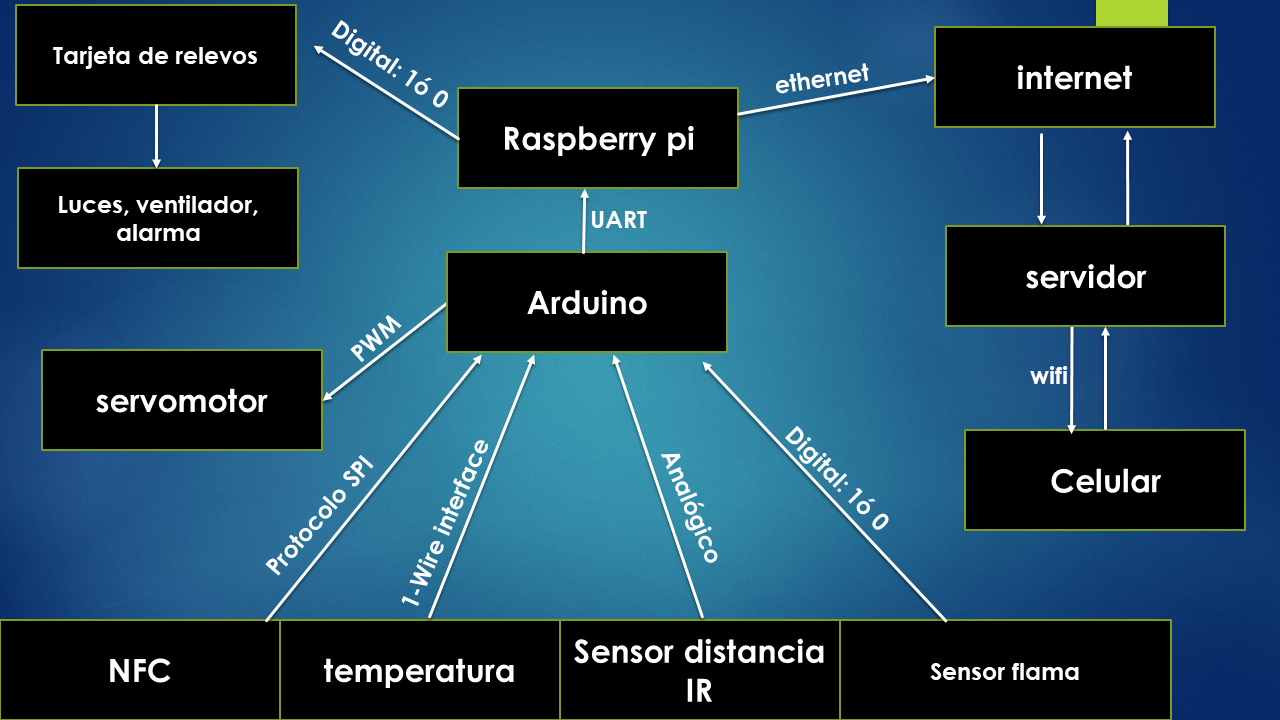 Tarjeta de relevos
Digital: 1ó 0
ethernet
internet
Raspberry pi
Luces, ventilador,
alarma
UART
servidor
Arduino
PWM
wifi
servomotor
Celular
Protocolo SPI
1-Wire interface
Analógico
Digital: 1ó 0
NFC
temperatura
Sensor distancia
IR
Sensor flama